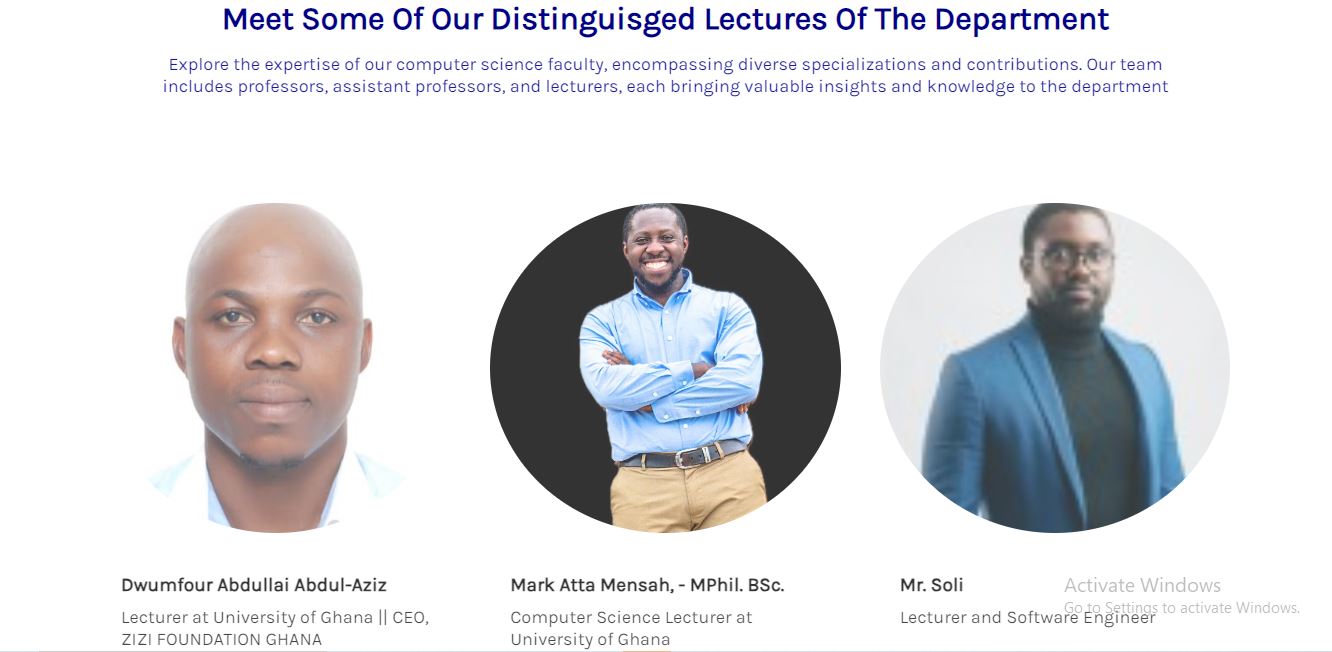 Meet Some Of Our Distinguisged Lectures Of The Department
Explore the expertise of our computer science faculty, encompassing diverse specializations and contributions. Our team
includes professors, assistant professors, and lecturers, each bringing valuable insights and knowledge to the department
Dwumfour Abdullai Abdul-Aziz
Lecturer at University of Ghana || CEO,
ZIZI FOUNDATION GHANA
Mark Atta Mensah, - MPhil. BSc.
Computer Science Lecturer at
University of Ghana
Mr. Soli
Lecturer and Software Engineer
Activate Windows
Go to Settings to activate Windows.